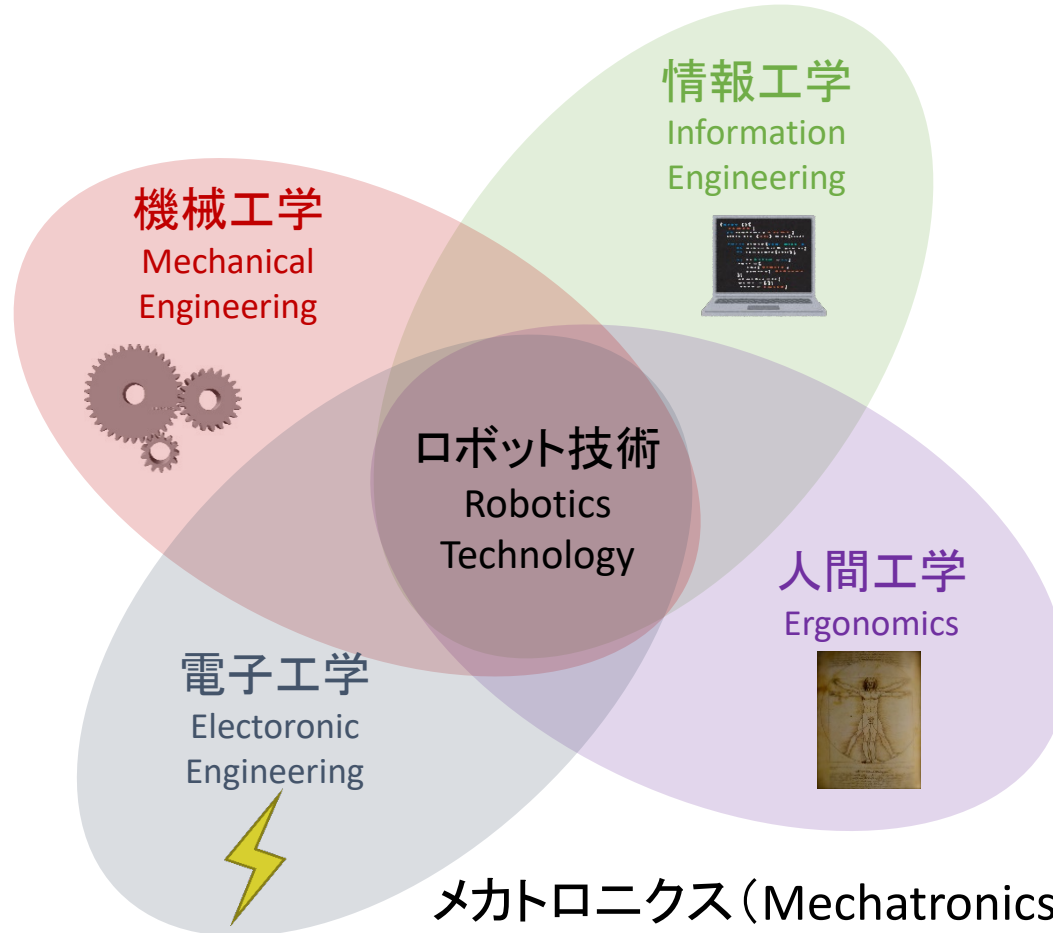 情報工学
Information
Engineering
機械工学
Mechanical
Engineering
ロボット技術
Robotics
Technology
人間工学
Ergonomics
電子工学
Electoronic
Engineering
メカトロニクス（Mechatronics